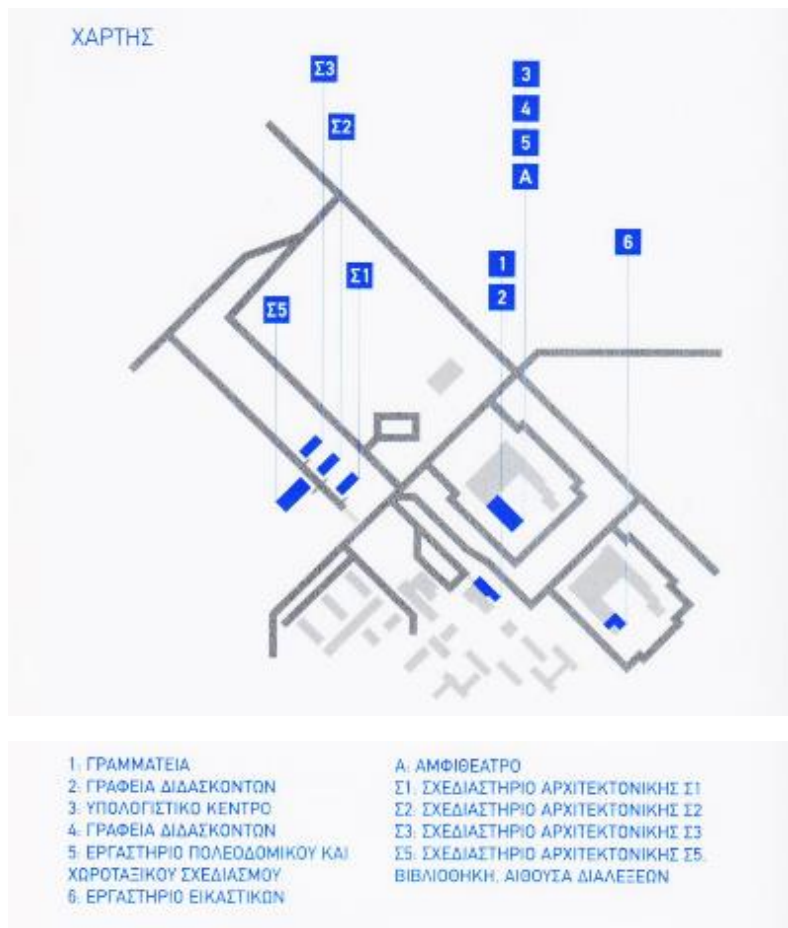 ΧΑΡΤΗΣ
Σ3
Σ2
3
4
5
Α
6
1
2
Σ1
Σ5
1: ΓΡΑΜΜΑΤΕΙΑ
2: ΓΡΑΦΕΙΑ ΔΙΔΑΣΚΟΝΤΩΝ
3: ΥΠΟΛΟΓΙΣΤΙΚΟ ΚΕΝΤΡΟ
4: ΓΡΑΦΕΙΑ ΔΙΔΑΣΚΟΝΤΩΝ
5: ΕΡΓΑΣΤΗΡΙΟ ΠΟΛΕΟΔΟΜΙΚΟΥ ΚΑΙ
ΧΩΡΟΤΑΞΙΚΟΥ ΣΧΕΔΙΑΣΜΟΥ
6: ΕΡΓΑΣΤΗΡΙΟ ΕΙΚΑΣΤΙΚΩΝ
Α: ΑΜΦΙΘΕΑΤΡΟ
Σ1: ΣΧΕΔΙΑΣΤΗΡΙΟ ΑΡΧΙΤΕΚΤΟΝΙΚΗΣ Σ1
Σ2: ΣΧΕΔΙΑΣΤΗΡΙΟ ΑΡΧΙΤΕΚΤΟΝΙΚΗΣ Σ2
Σ3: ΣΧΕΔΙΑΣΤΗΡΙΟ ΑΡΧΙΤΕΚΤΟΝΙΚΗΣ Σ3
Σ5: ΣΧΕΔΙΑΣΤΗΡΙΟ ΑΡΧΙΤΕΚΤΟΝΙΚΗΣ Σ5,
ΒΙΒΛΙΟΘΗΚΗ, ΑΙΘΟΥΣΑ ΔΙΑΛΕΞΕΩΝ